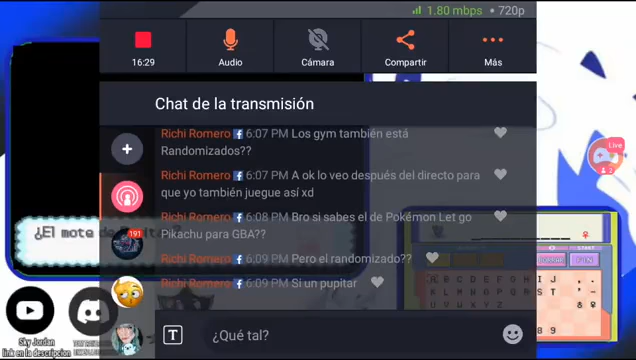 1.80 mbps • 720p
16:29
Audio
Cámara
Compartir
Más
Chat de la transmisión
Richi Romero 6:07 PM Los gym también está
Randomizados??
Richi Romero 6:07 PM A ok lo veo después del directo para
que yo también juegue así xd
Richi Romero 6:08 PM Bro si sabes el de Pokémon Let go
Pikachu para GBA??
Richi Romero 6:09 PM Pero el randomizado??
Richi Romero 6:09 PM Si un pupitar
Live
2
191
¿El mote de
T
¿Qué tal?
Sky Jordan
link en la descripcion
A B C D E F G H I